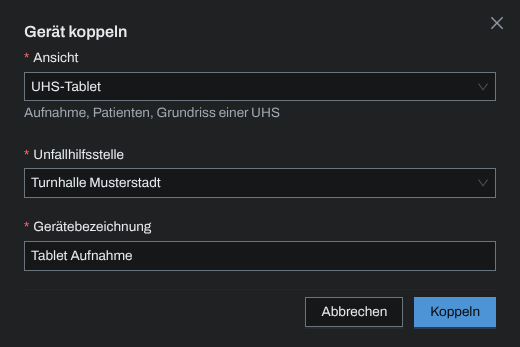 Gerät koppeln
* Ansicht
UHS-Tablet
Aufnahme, Patienten, Grundriss einer UHS
* Unfallhilfsstelle
Turnhalle Musterstadt
* Gerätebezeichnung
Tablet Aufnahme
Abbrechen Koppeln